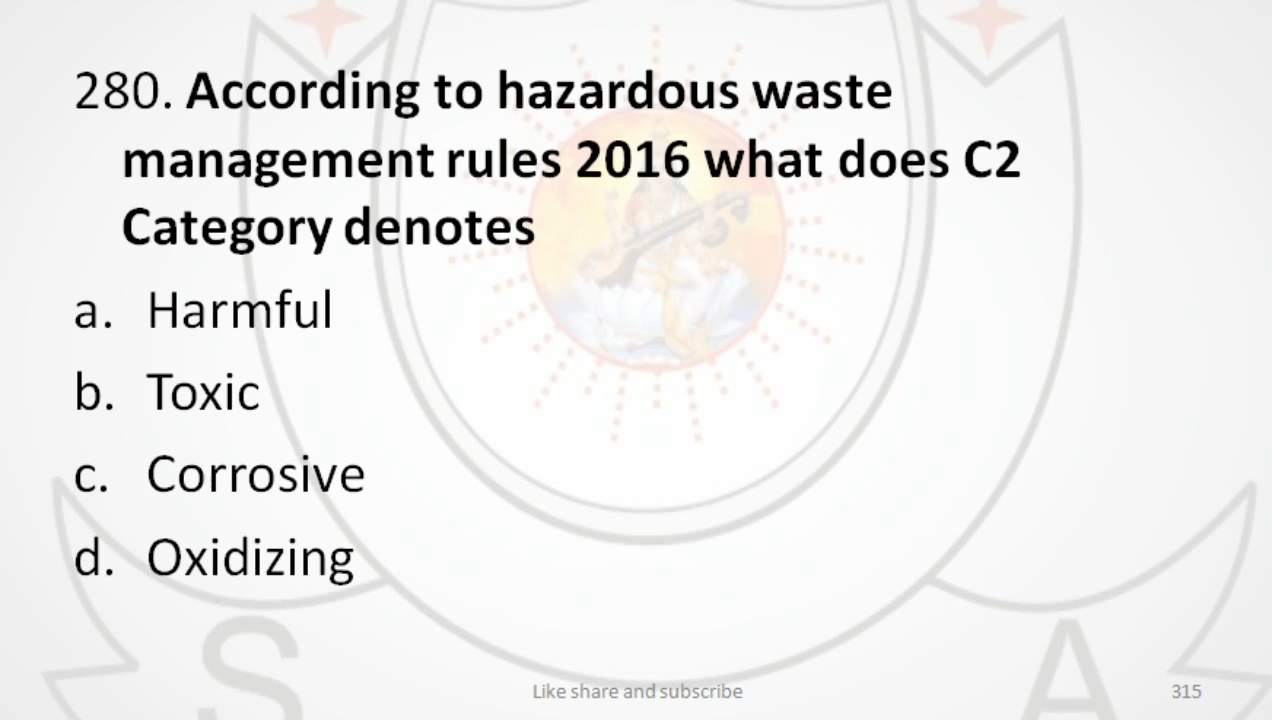 280. According to hazardous waste
management rules 2016 what does C2
Category denotes
a. Harmful
b. Toxic
c. Corrosive
d. Oxidizing
S
A
Like share and subscribe
315